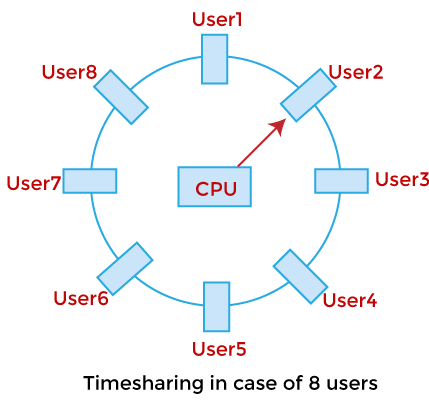 User1
User8
User2
User7
CPU
User3
User6
User4
User5
Timesharing in case of 8 users